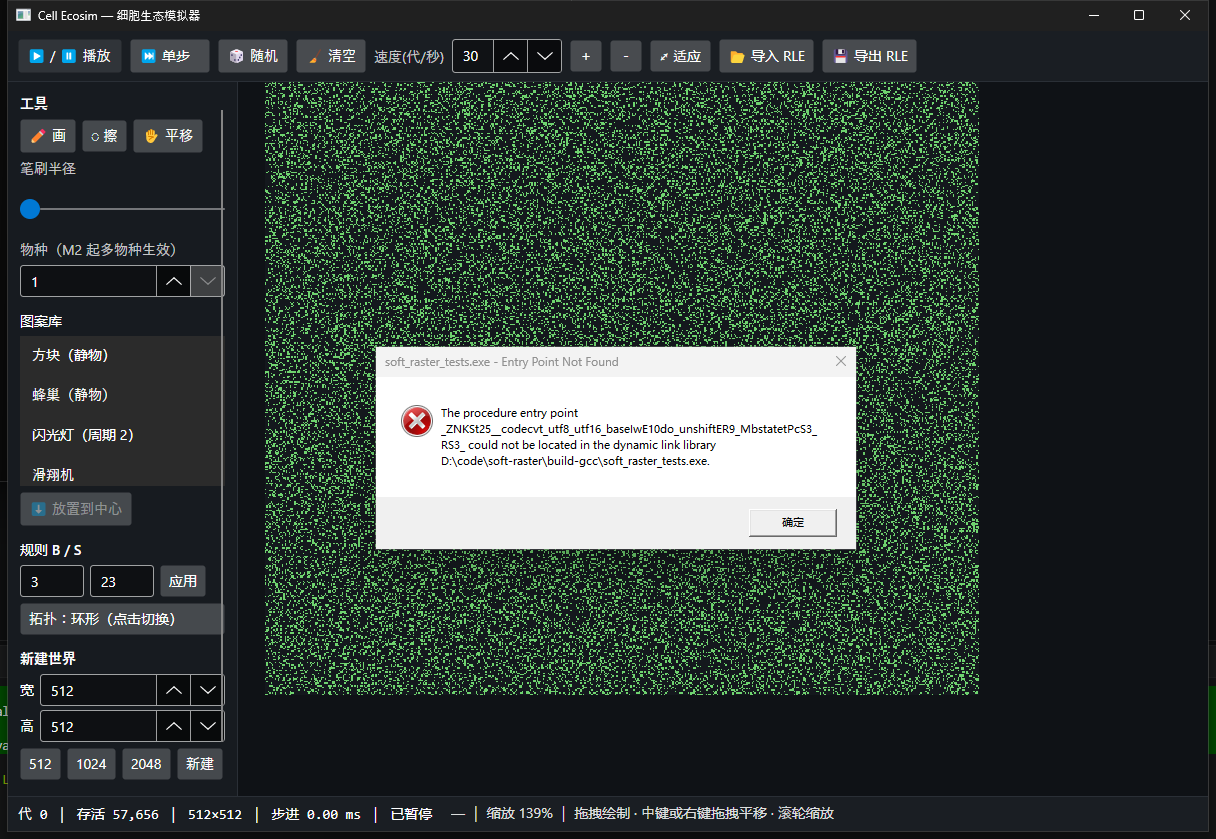 Cell Ecosim — 细胞生态模拟器
▶ / ⏸ 播放 ⏭ 单步 🎲 随机 🧹 清空 速度(代/秒) 30 + - ⤢ 适应 📂 导入 RLE 💾 导出 RLE
工具
画 擦 平移
笔刷半径
物种（M2 起多物种生效）
1
图案库
方块（静物）
蜂巢（静物）
闪光灯（周期 2）
滑翔机
放置到中心
规则 B / S
3 23 应用
拓扑：环形（点击切换）
新建世界
宽 512
高 512
512 1024 2048 新建
soft_raster_tests.exe - Entry Point Not Found
The procedure entry point
_ZNKSt25__codecvt_utf8_utf16_baseIwE10do_unshiftER9_MbstatetPcS3_
RS3_ could not be located in the dynamic link library
D:\code\soft-raster\build-gcc\soft_raster_tests.exe.
确定
代 0 | 存活 57,656 | 512×512 | 步进 0.00 ms | 已暂停 — | 缩放 139% | 拖拽绘制 · 中键或右键拖拽平移 · 滚轮缩放